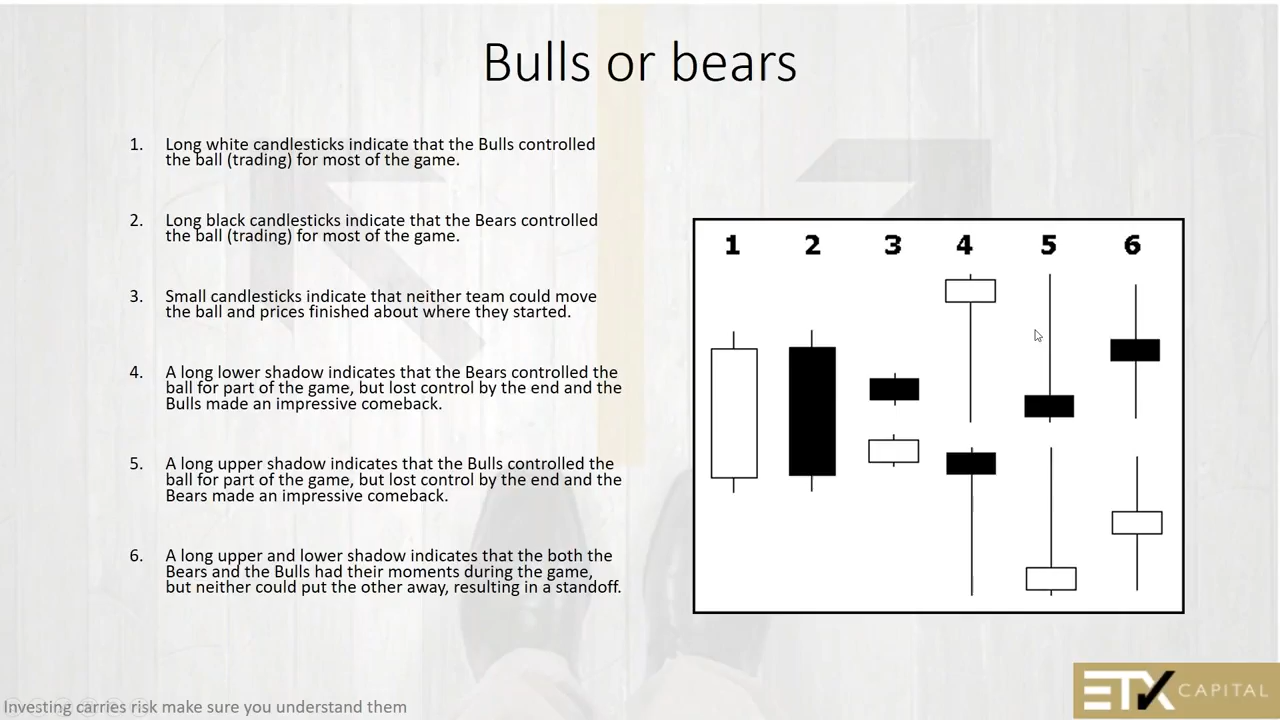 Bulls or bears
1. Long white candlesticks indicate that the Bulls controlled
the ball (trading) for most of the game.
2. Long black candlesticks indicate that the Bears controlled
the ball (trading) for most of the game.
3. Small candlesticks indicate that neither team could move
the ball and prices finished about where they started.
4. A long lower shadow indicates that the Bears controlled the
ball for part of the game, but lost control by the end and the
Bulls made an impressive comeback.
5. A long upper shadow indicates that the Bulls controlled the
ball for part of the game, but lost control by the end and the
Bears made an impressive comeback.
6. A long upper and lower shadow indicates that the both the
Bears and the Bulls had their moments during the game,
but neither could put the other away, resulting in a standoff.
1 2 3 4 5 6
Investing carries risk make sure you understand them
ETX CAPITAL